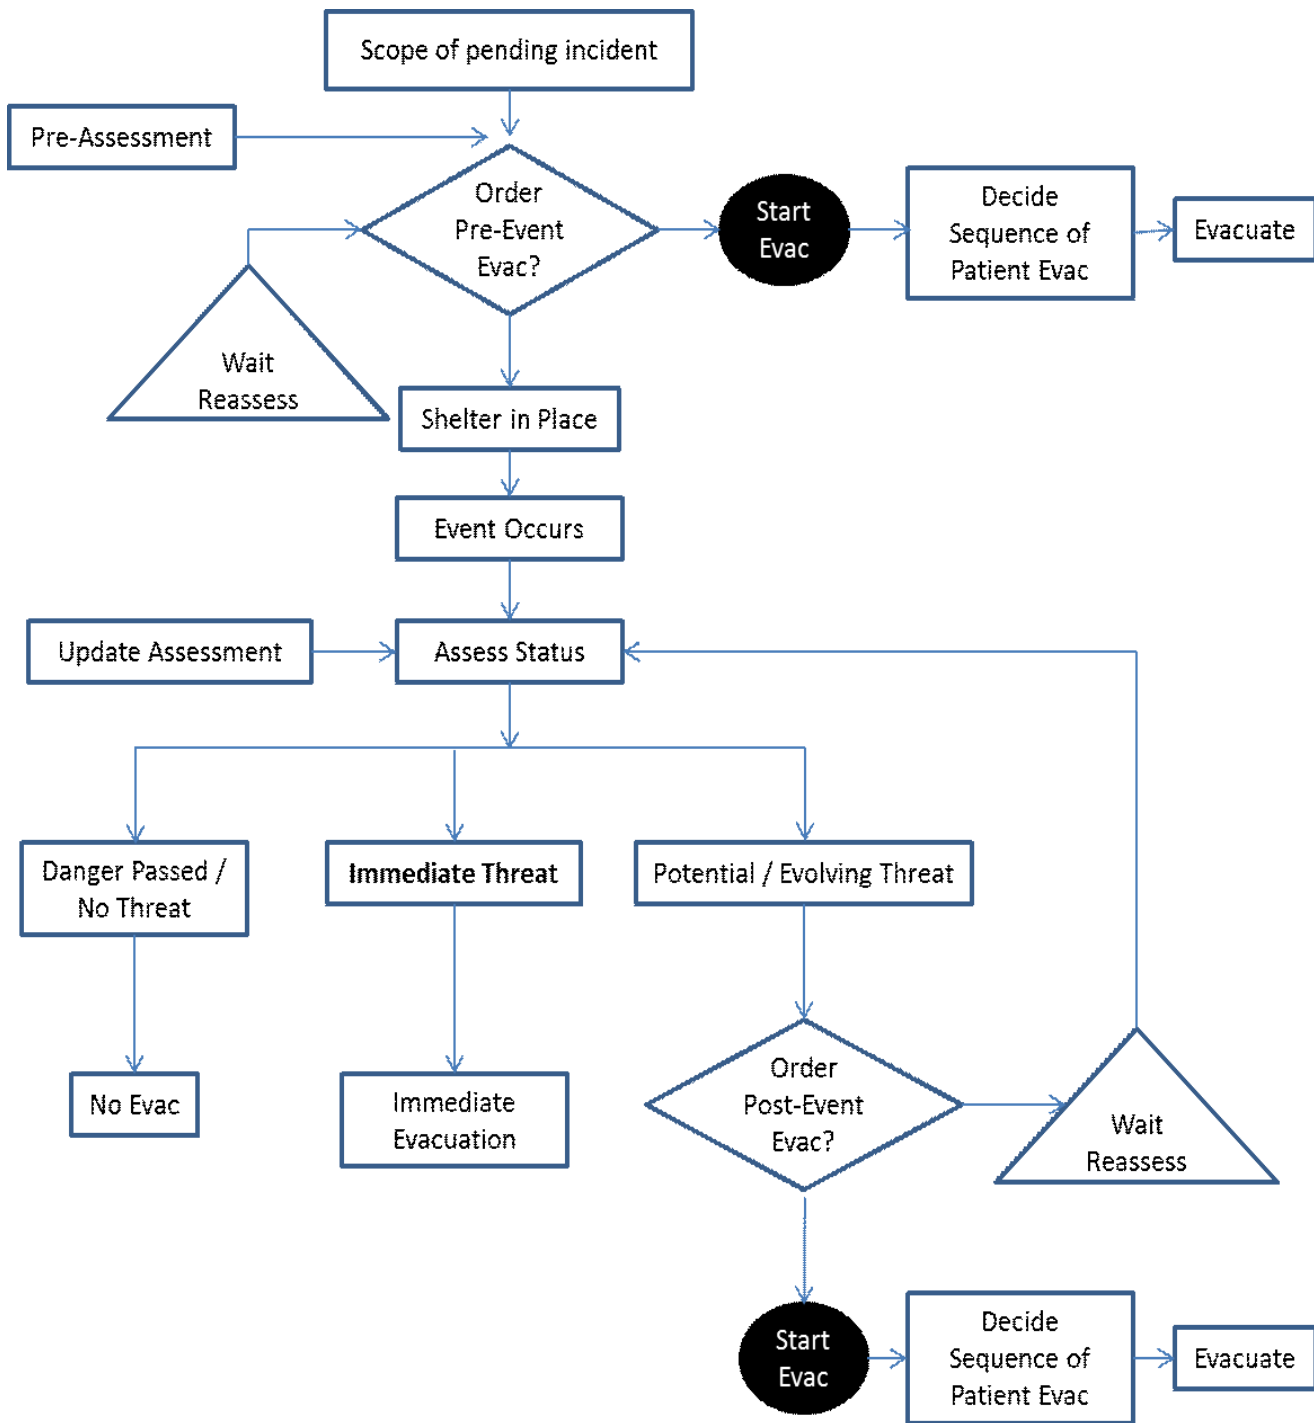 Scope of pending incident
Pre-Assessment
Order
Pre-Event
Evac?
Start
Evac
Decide
Sequence of
Patient Evac
Evacuate
Wait
Reassess
Shelter in Place
Event Occurs
Update Assessment
Assess Status
Danger Passed /
No Threat
Immediate Threat
Potential / Evolving Threat
No Evac
Immediate
Evacuation
Order
Post-Event
Evac?
Wait
Reassess
Start
Evac
Decide
Sequence of
Patient Evac
Evacuate